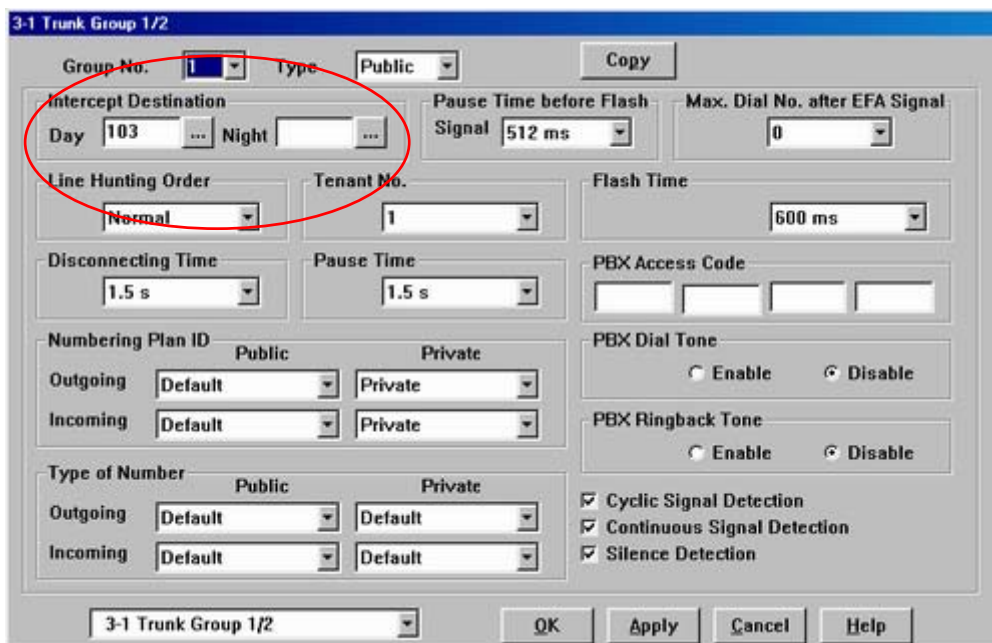 3-1 Trunk Group 1/2
Group No. 1 Type Public Copy
Intercept Destination Pause Time before Flash Max. Dial No. after EFA Signal
Day 103 ... Night ... Signal 512 ms 0
Line Hunting Order Tenant No. Flash Time
Normal 1 600 ms
Disconnecting Time Pause Time PBX Access Code
1.5 s 1.5 s
Numbering Plan ID PBX Dial Tone
Public Private
Outgoing Default Private Enable Disable
Incoming Default Private PBX Ringback Tone
Type of Number Enable Disable
Public Private
Outgoing Default Default Cyclic Signal Detection
Continuous Signal Detection
Incoming Default Default Silence Detection
3-1 Trunk Group 1/2 OK Apply Cancel Help